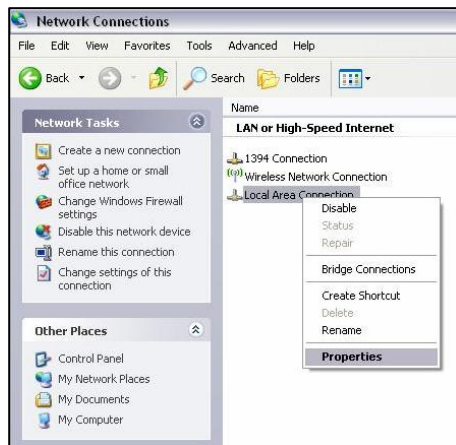 Network Connections
File Edit View Favorites Tools Advanced Help
Back Search Folders
Network Tasks
Create a new connection
Set up a home or small
office network
Change Windows Firewall
settings
Disable this network device
Rename this connection
Change settings of this
connection
Other Places
Control Panel
My Network Places
My Documents
My Computer
Name
LAN or High-Speed Internet
1394 Connection
Wireless Network Connection
Local Area Connection
Disable
Status
Repair
Bridge Connections
Create Shortcut
Delete
Rename
Properties